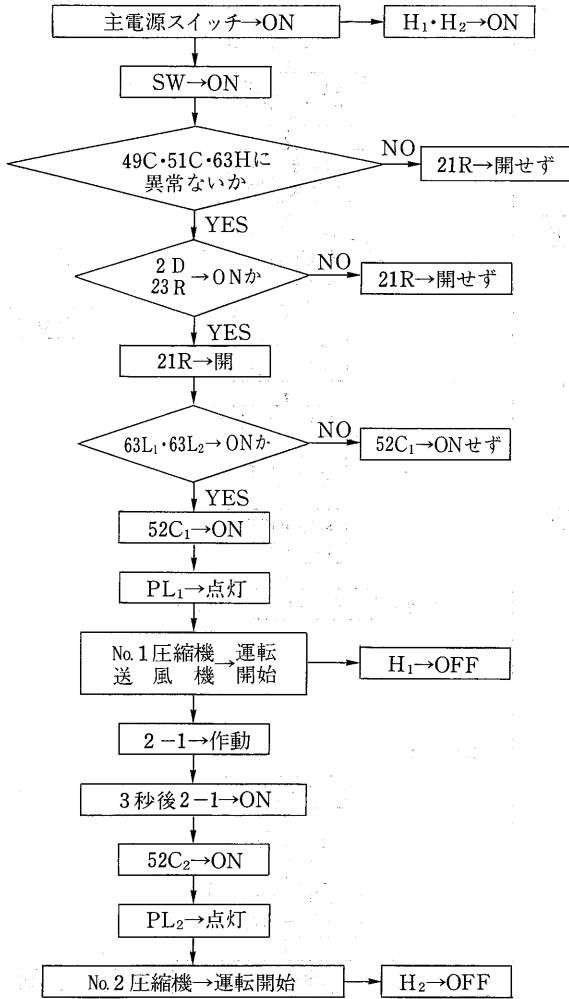 主電源スイッチ→ON
H₁・H₂→ON
SW→ON
49C・51C・63Hに
異常ないか
NO
21R→開せず
YES
2D
23R →ONか
NO
21R→開せず
YES
21R→開
63L₁・63L₂→ONか
NO
52C₁→ONせず
YES
52C₁→ON
PL₁→点灯
No.1圧縮機→運転
送風機 開始
H₁→OFF
2-1→作動
3秒後2-1→ON
52C₂→ON
PL₂→点灯
No.2圧縮機→運転開始
H₂→OFF